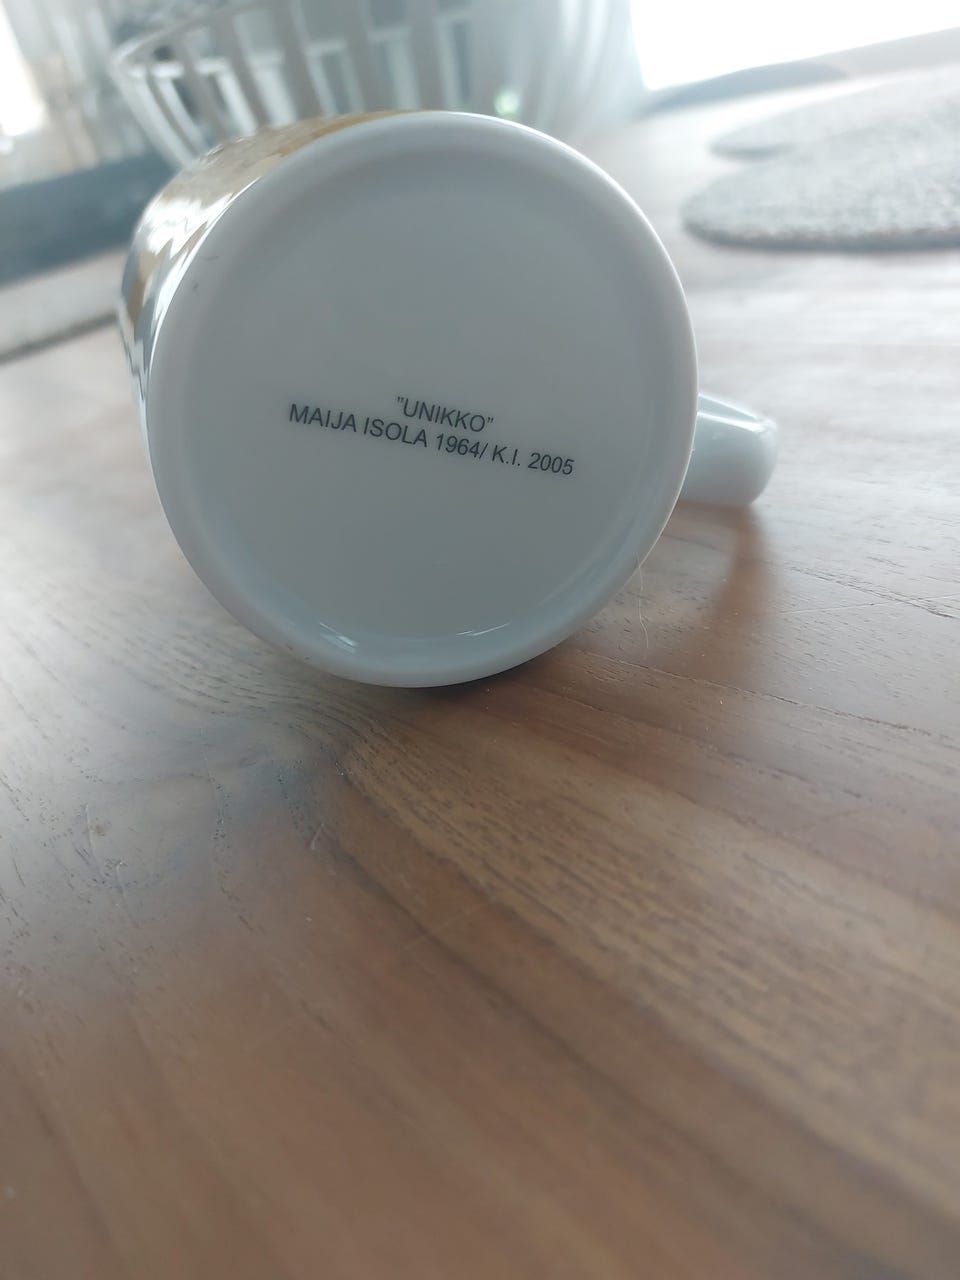 "UNIKKO"
MAIJA ISOLA 1964/ K.I. 2005